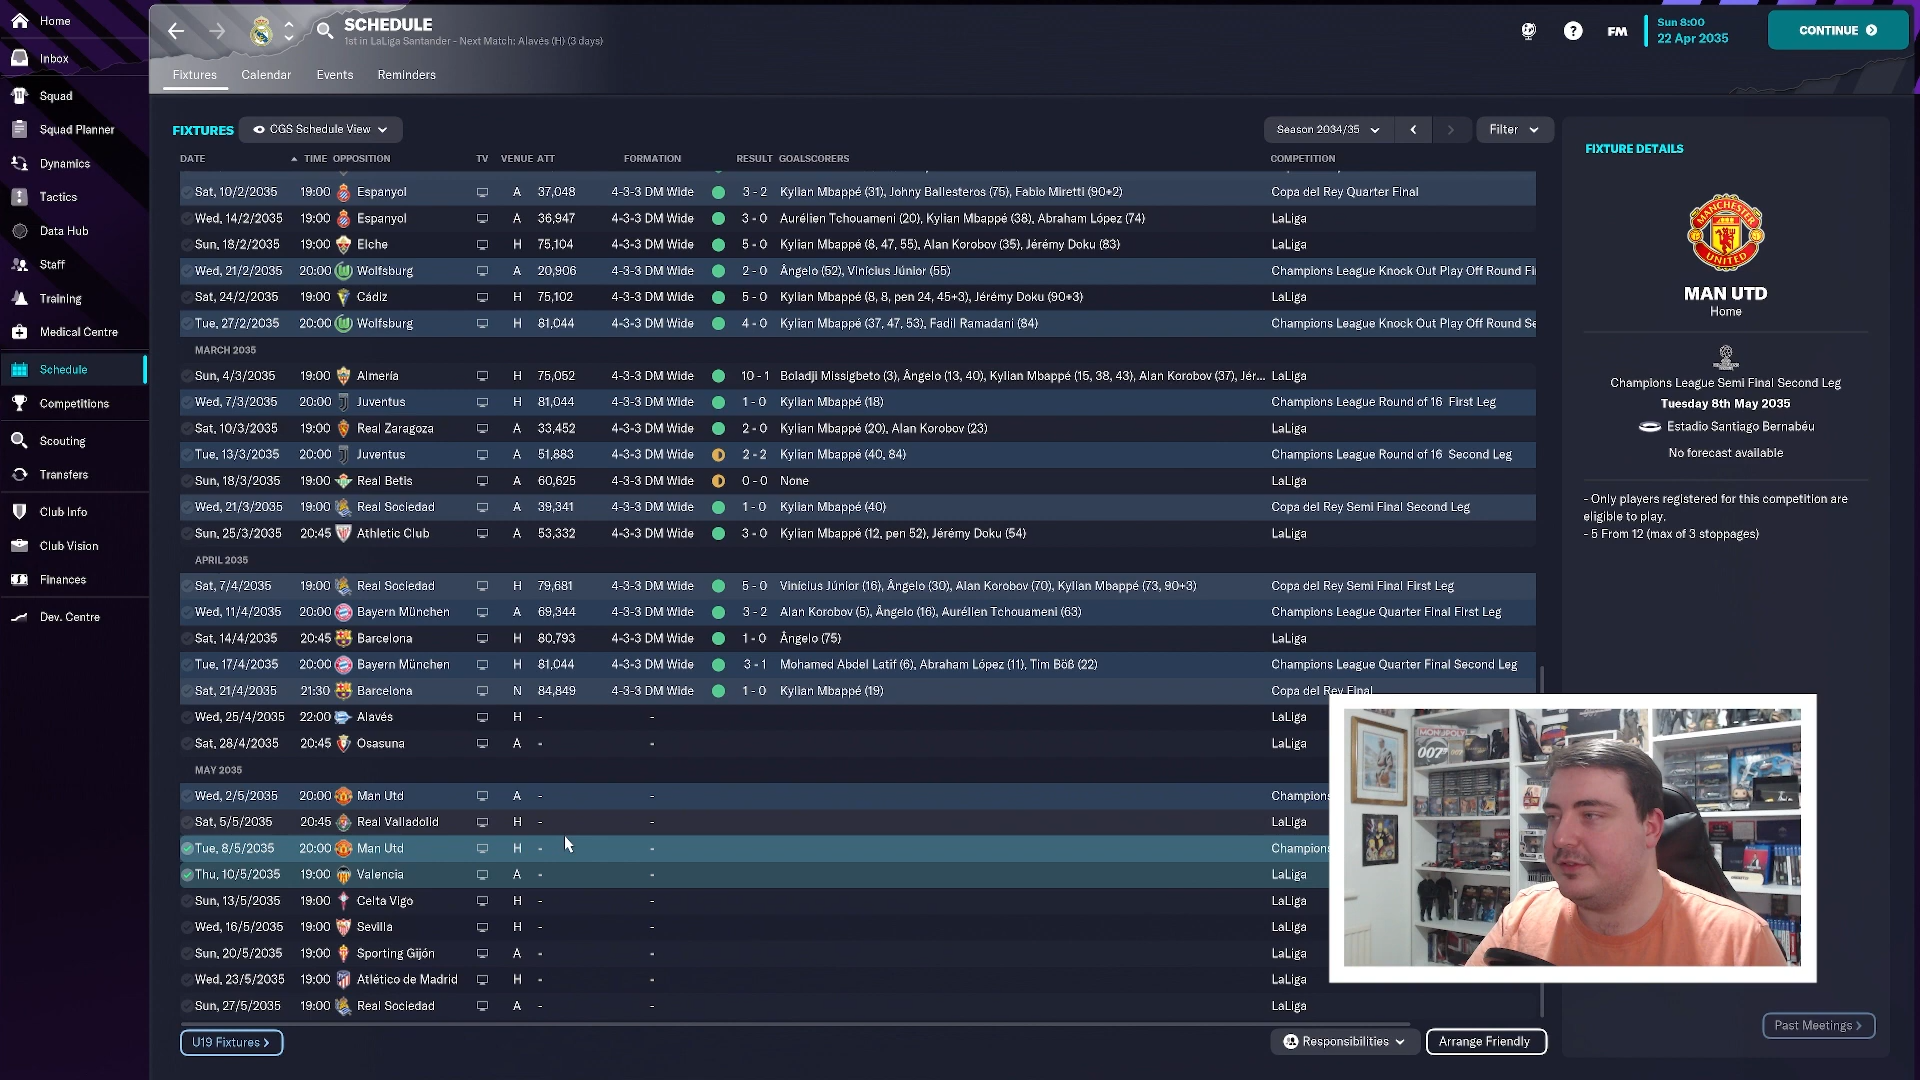 Home
Inbox
Squad
Squad Planner
Dynamics
Tactics
Data Hub
Staff
Training
Medical Centre
Schedule
Competitions
Scouting
Transfers
Club Info
Club Vision
Finances
Dev. Centre
SCHEDULE
1st in LaLiga Santander - Next Match: Alavés (H) (3 days)
FM
Sun 8:00
22 Apr 2035
CONTINUE
Fixtures Calendar Events Reminders
FIXTURES CGS Schedule View Season 2034/35 Filter
DATE TIME OPPOSITION TV VENUE ATT FORMATION RESULT GOALSCORERS COMPETITION
Sat, 10/2/2035 19:00 Espanyol A 37,048 4-3-3 DM Wide 3 - 2 Kylian Mbappé (31), Johny Ballesteros (75), Fabio Miretti (90+2) Copa del Rey Quarter Final
Wed, 14/2/2035 19:00 Espanyol A 36,947 4-3-3 DM Wide 3 - 0 Aurélien Tchouameni (20), Kylian Mbappé (38), Abraham López (74) LaLiga
Sun, 18/2/2035 19:00 Elche H 75,104 4-3-3 DM Wide 5 - 0 Kylian Mbappé (8, 47, 55), Alan Korobov (35), Jérémy Doku (83) LaLiga
Wed, 21/2/2035 20:00 Wolfsburg A 20,906 4-3-3 DM Wide 2 - 0 Ângelo (52), Vinícius Júnior (55) Champions League Knock Out Play Off Round Fi
Sat, 24/2/2035 19:00 Cádiz H 75,102 4-3-3 DM Wide 5 - 0 Kylian Mbappé (8, 8, pen 24, 45+3), Jérémy Doku (90+3) LaLiga
Tue, 27/2/2035 20:00 Wolfsburg H 81,044 4-3-3 DM Wide 4 - 0 Kylian Mbappé (37, 47, 53), Fadil Ramadani (84) Champions League Knock Out Play Off Round Se
MARCH 2035
Sun, 4/3/2035 19:00 Almería H 75,052 4-3-3 DM Wide 10 - 1 Boladji Missigbeto (3), Ângelo (13, 40), Kylian Mbappé (15, 38, 43), Alan Korobov (37), Jér... LaLiga
Wed, 7/3/2035 20:00 Juventus H 81,044 4-3-3 DM Wide 1 - 0 Kylian Mbappé (18) Champions League Round of 16 First Leg
Sat, 10/3/2035 19:00 Real Zaragoza A 33,452 4-3-3 DM Wide 2 - 0 Kylian Mbappé (20), Alan Korobov (23) LaLiga
Tue, 13/3/2035 20:00 Juventus A 51,883 4-3-3 DM Wide 2 - 2 Kylian Mbappé (40, 84) Champions League Round of 16 Second Leg
Sun, 18/3/2035 19:00 Real Betis A 60,625 4-3-3 DM Wide 0 - 0 None LaLiga
Wed, 21/3/2035 19:00 Real Sociedad A 39,341 4-3-3 DM Wide 1 - 0 Kylian Mbappé (40) Copa del Rey Semi Final Second Leg
Sun, 25/3/2035 20:45 Athletic Club A 53,332 4-3-3 DM Wide 3 - 0 Kylian Mbappé (12, pen 52), Jérémy Doku (54) LaLiga
APRIL 2035
Sat, 7/4/2035 19:00 Real Sociedad H 79,681 4-3-3 DM Wide 5 - 0 Vinícius Júnior (16), Ângelo (30), Alan Korobov (70), Kylian Mbappé (73, 90+3) Copa del Rey Semi Final First Leg
Wed, 11/4/2035 20:00 Bayern München A 69,344 4-3-3 DM Wide 3 - 2 Alan Korobov (5), Ângelo (16), Aurélien Tchouameni (63) Champions League Quarter Final First Leg
Sat, 14/4/2035 20:45 Barcelona H 80,793 4-3-3 DM Wide 1 - 0 Ângelo (75) LaLiga
Tue, 17/4/2035 20:00 Bayern München H 81,044 4-3-3 DM Wide 3 - 1 Mohamed Abdel Latif (6), Abraham López (11), Tim Böß (22) Champions League Quarter Final Second Leg
Sat, 21/4/2035 21:30 Barcelona N 84,849 4-3-3 DM Wide 1 - 0 Kylian Mbappé (19) Copa del Rey Final
Wed, 25/4/2035 22:00 Alavés H - - LaLiga
Sat, 28/4/2035 20:45 Osasuna A - - LaLiga
MAY 2035
Wed, 2/5/2035 20:00 Man Utd A - - Champions
Sat, 5/5/2035 20:45 Real Valladolid H - - LaLiga
Tue, 8/5/2035 20:00 Man Utd H - - Champions
Thu, 10/5/2035 19:00 Valencia A - - LaLiga
Sun, 13/5/2035 19:00 Celta Vigo H - - LaLiga
Wed, 16/5/2035 19:00 Sevilla H - - LaLiga
Sun, 20/5/2035 19:00 Sporting Gijón A - - LaLiga
Wed, 23/5/2035 19:00 Atlético de Madrid H - - LaLiga
Sun, 27/5/2035 19:00 Real Sociedad A - - LaLiga
U19 Fixtures > Responsibilities Arrange Friendly
FIXTURE DETAILS
MANCHESTER
UNITED
MAN UTD
Home
Champions League Semi Final Second Leg
Tuesday 8th May 2035
Estadio Santiago Bernabéu
No forecast available
- Only players registered for this competition are
eligible to play.
- 5 From 12 (max of 3 stoppages)
MONOPOLY
007
Past Meetings >